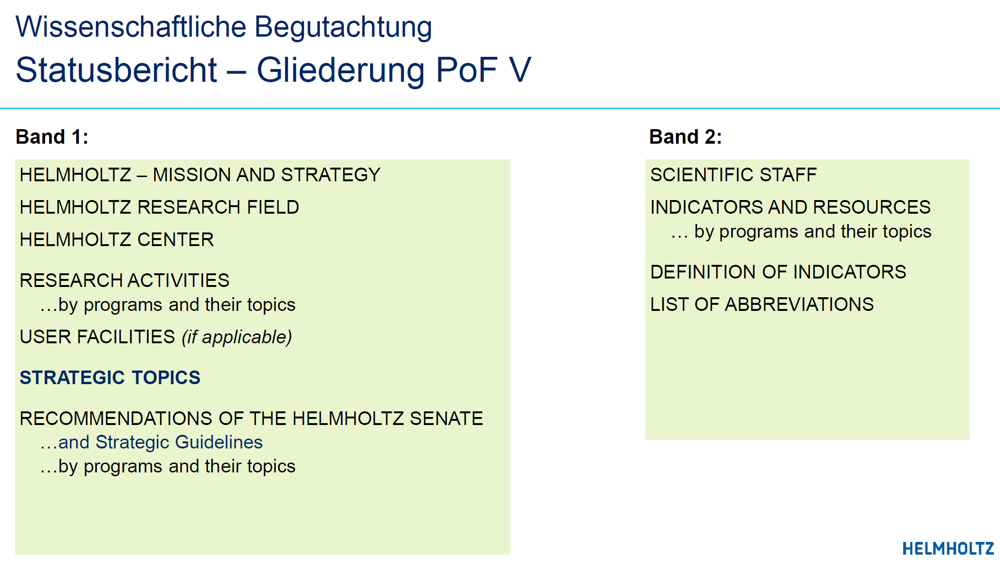 Wissenschaftliche Begutachtung
Statusbericht – Gliederung PoF V
Band 1:
HELMHOLTZ – MISSION AND STRATEGY
HELMHOLTZ RESEARCH FIELD
HELMHOLTZ CENTER
RESEARCH ACTIVITIES
…by programs and their topics
USER FACILITIES (if applicable)
STRATEGIC TOPICS
RECOMMENDATIONS OF THE HELMHOLTZ SENATE
…and Strategic Guidelines
…by programs and their topics
Band 2:
SCIENTIFIC STAFF
INDICATORS AND RESOURCES
… by programs and their topics
DEFINITION OF INDICATORS
LIST OF ABBREVIATIONS
HELMHOLTZ